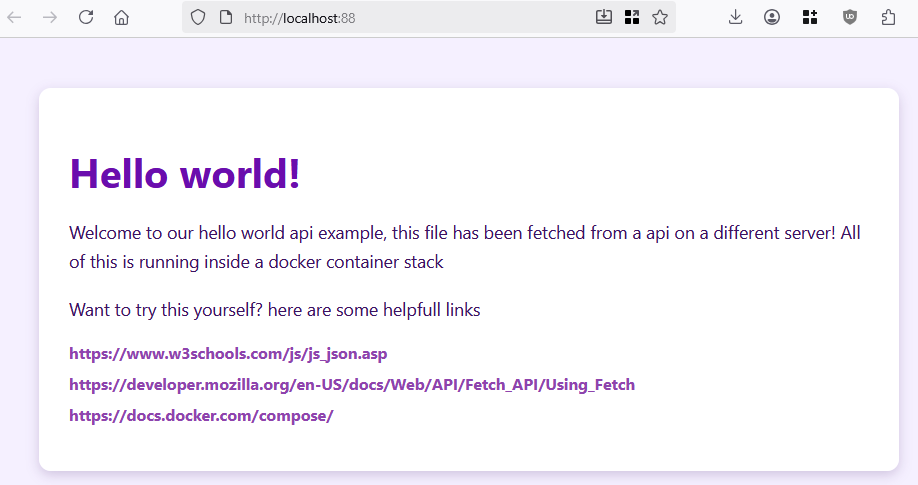 http://localhost:88
Hello world!
Welcome to our hello world api example, this file has been fetched from a api on a different server! All
of this is running inside a docker container stack
Want to try this yourself? here are some helpfull links
https://www.w3schools.com/js/js_json.asp
https://developer.mozilla.org/en-US/docs/Web/API/Fetch_API/Using_Fetch
https://docs.docker.com/compose/